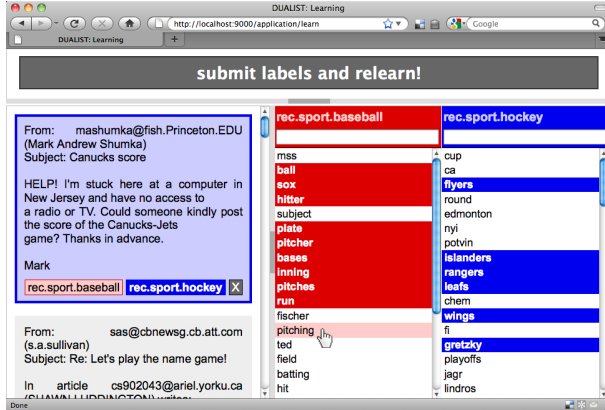 DUALIST: Learning
http://localhost:9000/application/learn
Google
DUALIST: Learning
+
submit labels and relearn!
From: mashumka@fish.Princeton.EDU
(Mark Andrew Shumka)
Subject: Canucks score
HELP! I'm stuck here at a computer in
New Jersey and have no access to
a radio or TV. Could someone kindly post
the score of the Canucks-Jets
game? Thanks in advance.
Mark
rec.sport.baseball rec.sport.hockey X
From: sas@cbnewsg.cb.att.com
(s.a.sullivan)
Subject: Re: Let's play the name game!
In article cs902043@ariel.yorku.ca
(SHAWN LUDDINGTON) writes:
rec.sport.baseball
mss
ball
sox
hitter
subject
plate
pitcher
bases
inning
pitches
run
fischer
pitching
ted
field
batting
hit
rec.sport.hockey
cup
ca
flyers
round
edmonton
nyi
potvin
islanders
rangers
leafs
chem
wings
fi
gretzky
playoffs
jagr
lindros
Done